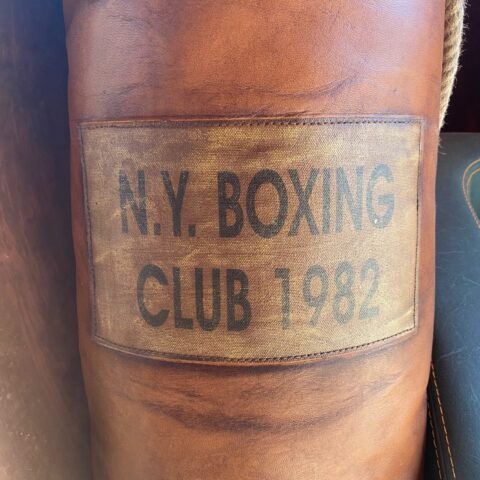 N.Y. BOXING
CLUB 1982